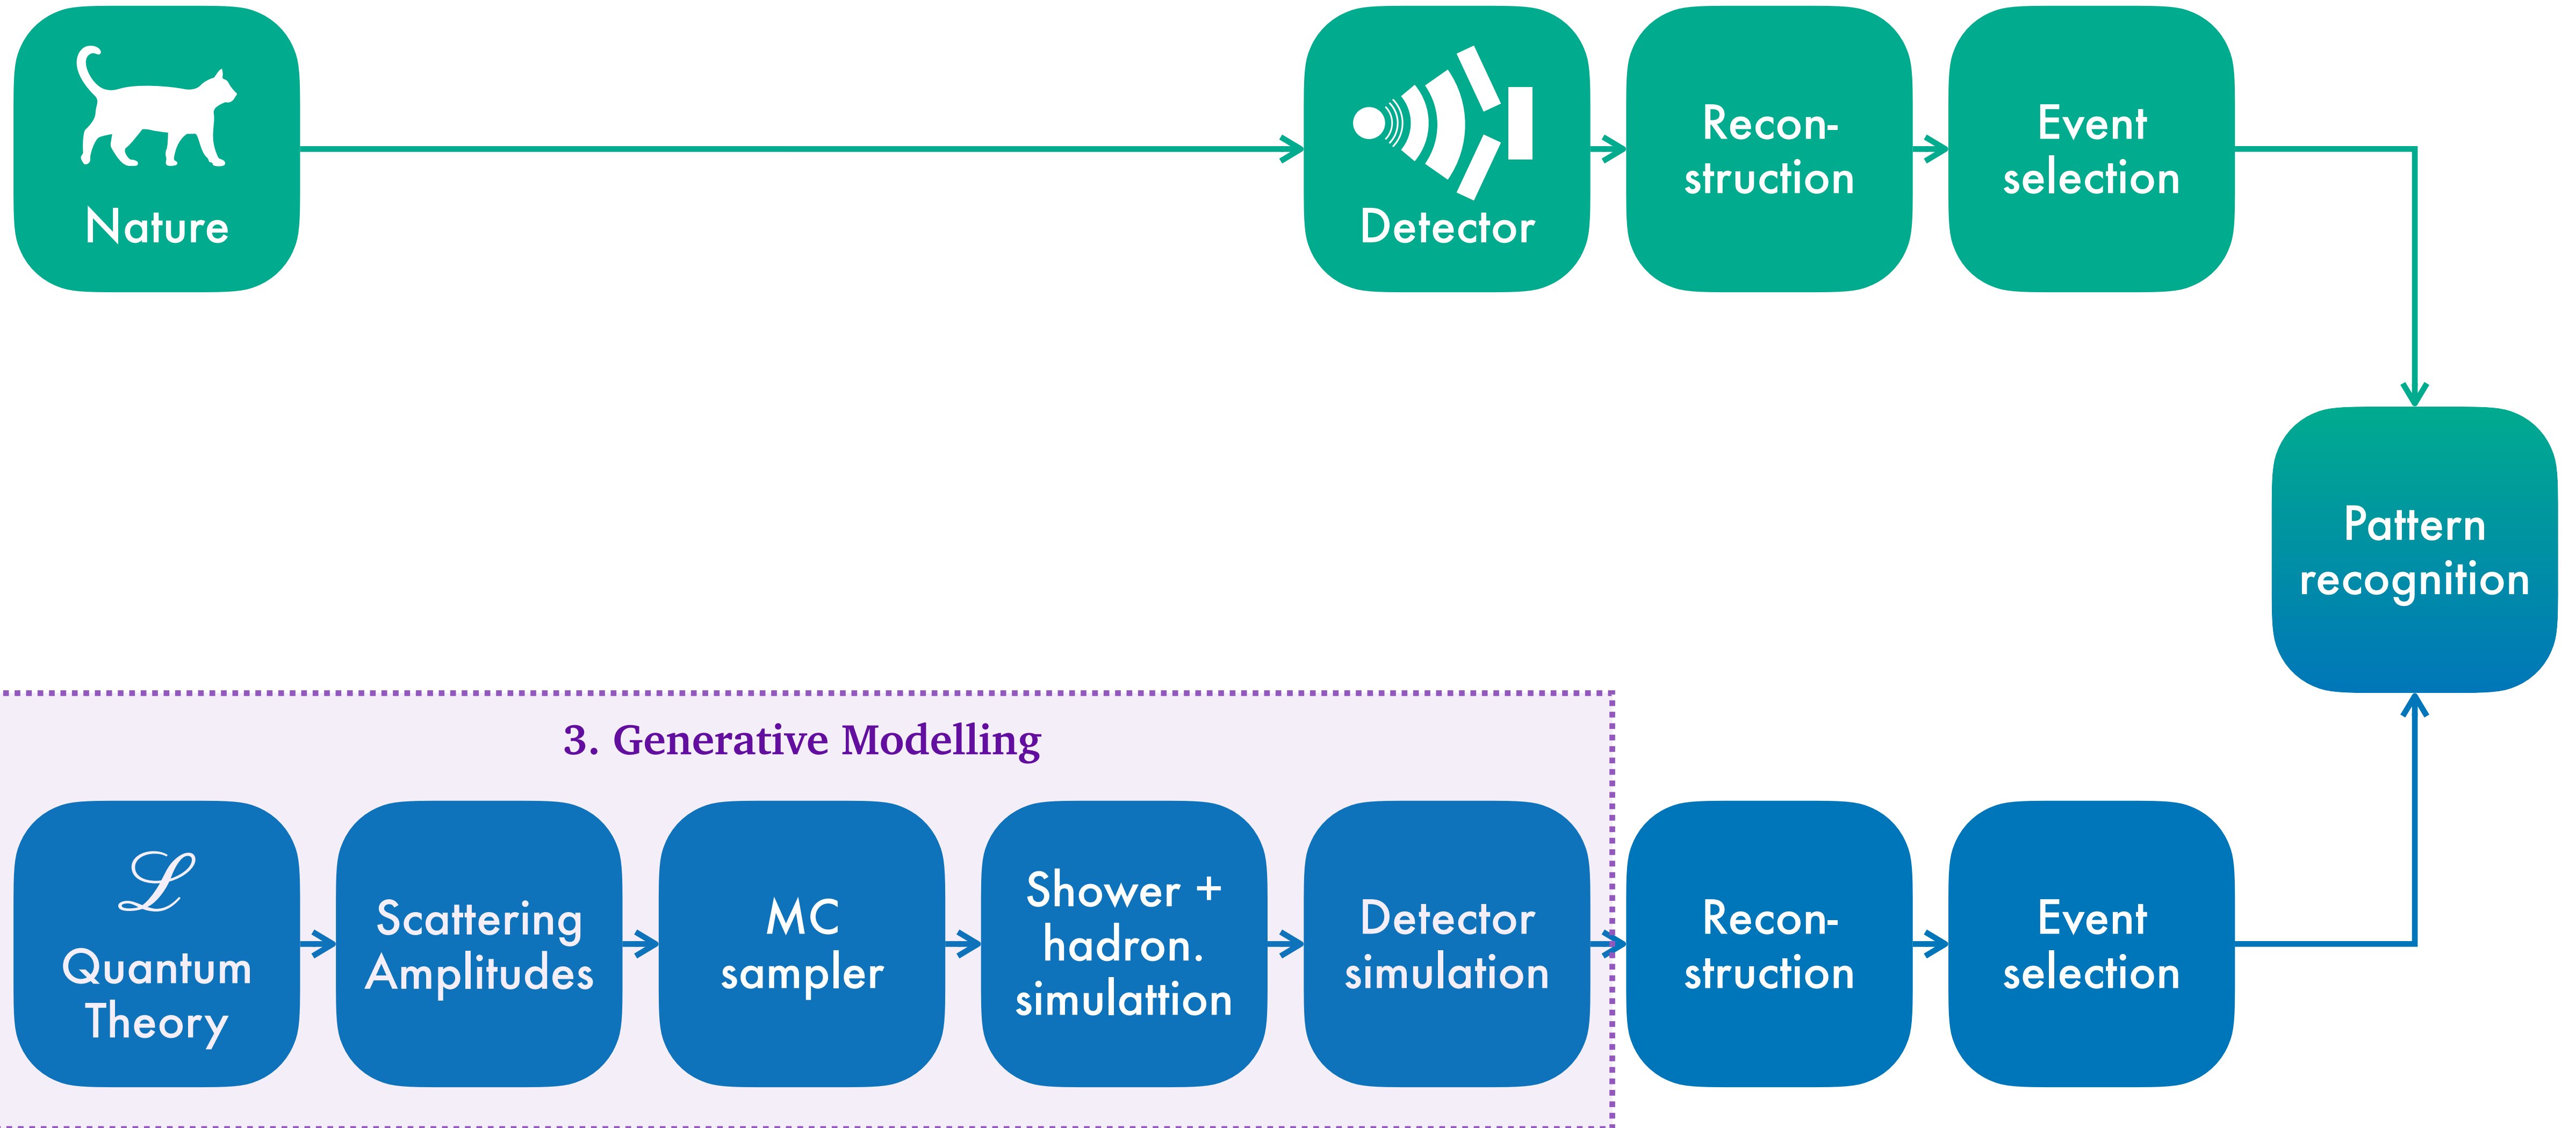 Nature
Detector
Recon-
struction
Event
selection
Pattern
recognition
3. Generative Modelling
ℒ
Quantum
Theory
Scattering
Amplitudes
MC
sampler
Shower +
hadron.
simulattion
Detector
simulation
Recon-
struction
Event
selection